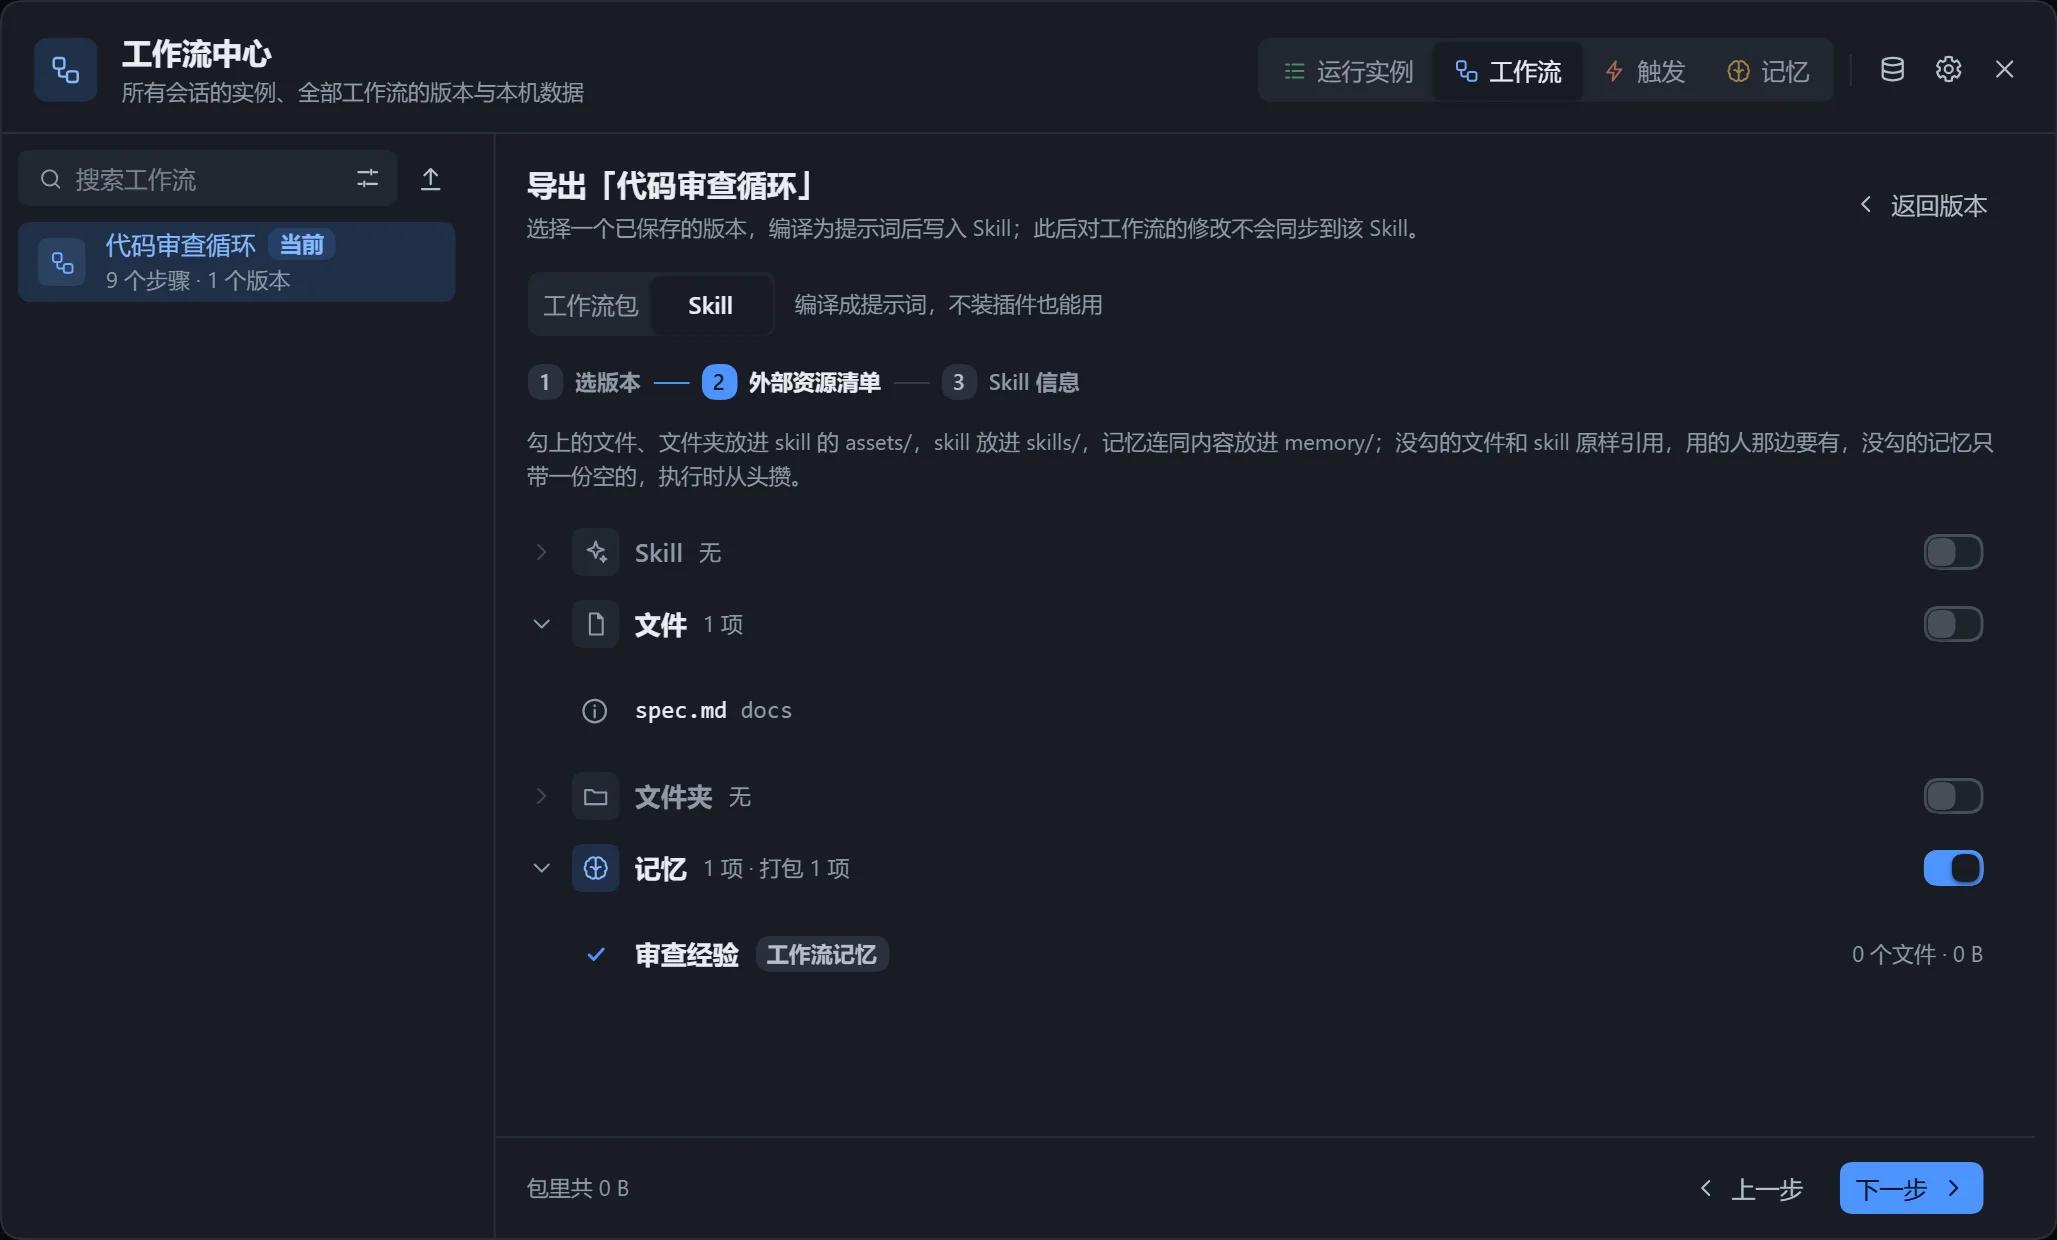 工作流中心
所有会话的实例、全部工作流的版本与本机数据
运行实例
工作流
触发
记忆
搜索工作流
代码审查循环 当前
9 个步骤 · 1 个版本
导出「代码审查循环」
返回版本
选择一个已保存的版本，编译为提示词后写入 Skill；此后对工作流的修改不会同步到该 Skill。
工作流包 Skill 编译成提示词，不装插件也能用
1 选版本 2 外部资源清单 3 Skill 信息
勾上的文件、文件夹放进 skill 的 assets/，skill 放进 skills/，记忆连同内容放进 memory/；没勾的文件和 skill 原样引用，用的人那边要有，没勾的记忆只
带一份空的，执行时从头攒。
Skill 无
文件 1 项
spec.md docs
文件夹 无
记忆 1 项 · 打包 1 项
审查经验 工作流记忆 0 个文件 · 0 B
包里共 0 B
上一步
下一步